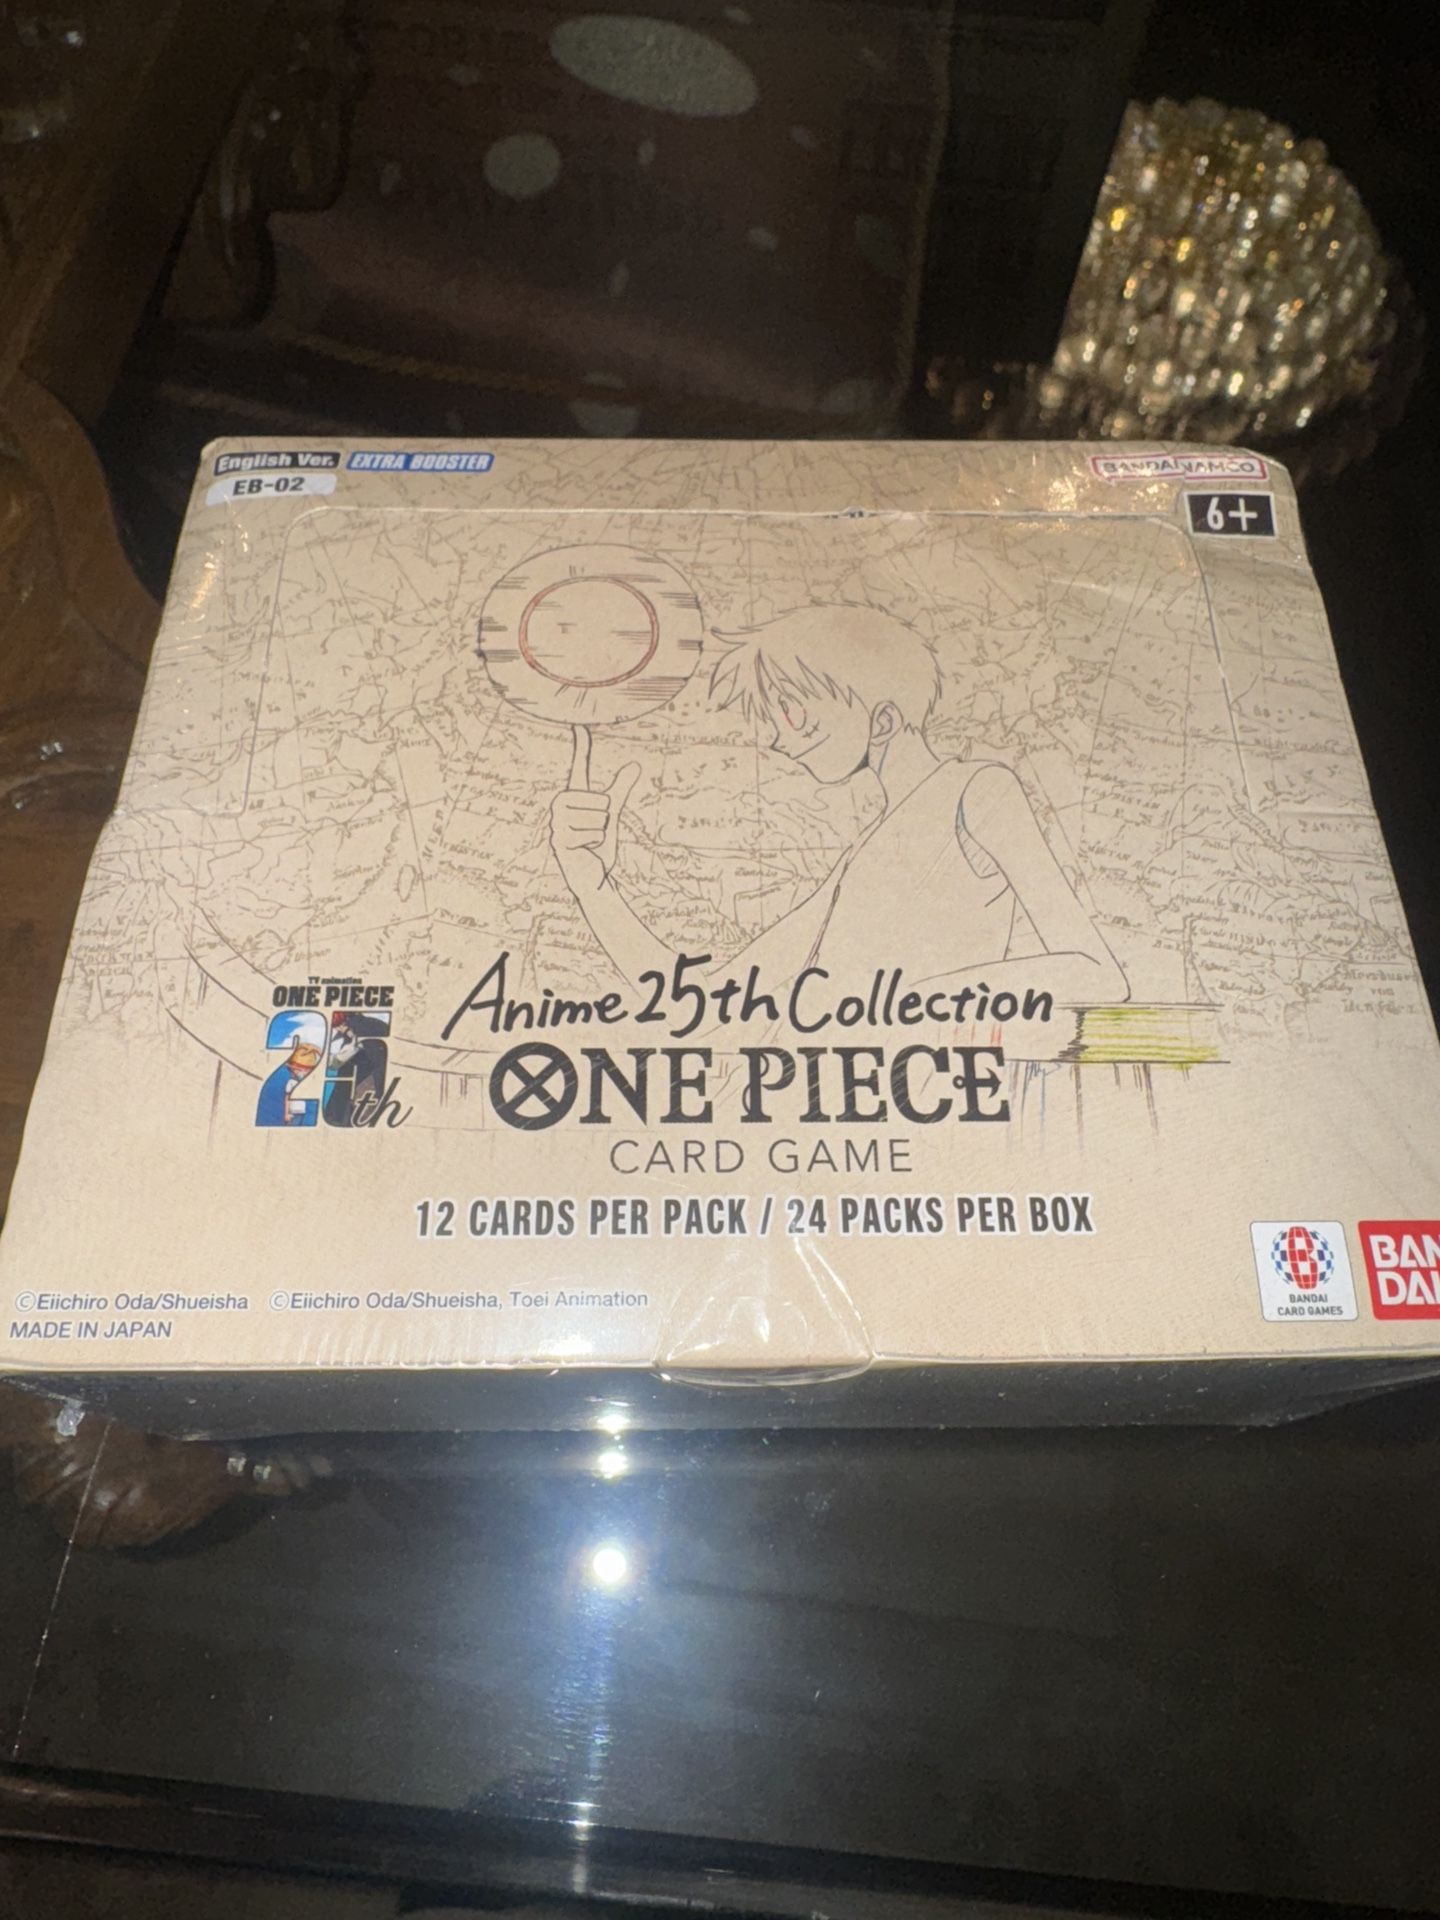 English Ver. EXTRA BOOSTER
EB-02
BANDAI NAMCO
6+
TV animation
ONE PIECE
25th
Anime 25th Collection
ONE PIECE
CARD GAME
12 CARDS PER PACK / 24 PACKS PER BOX
BANDAI
CARD GAMES
BAN
DAI
©Eiichiro Oda/Shueisha ©Eiichiro Oda/Shueisha, Toei Animation
MADE IN JAPAN